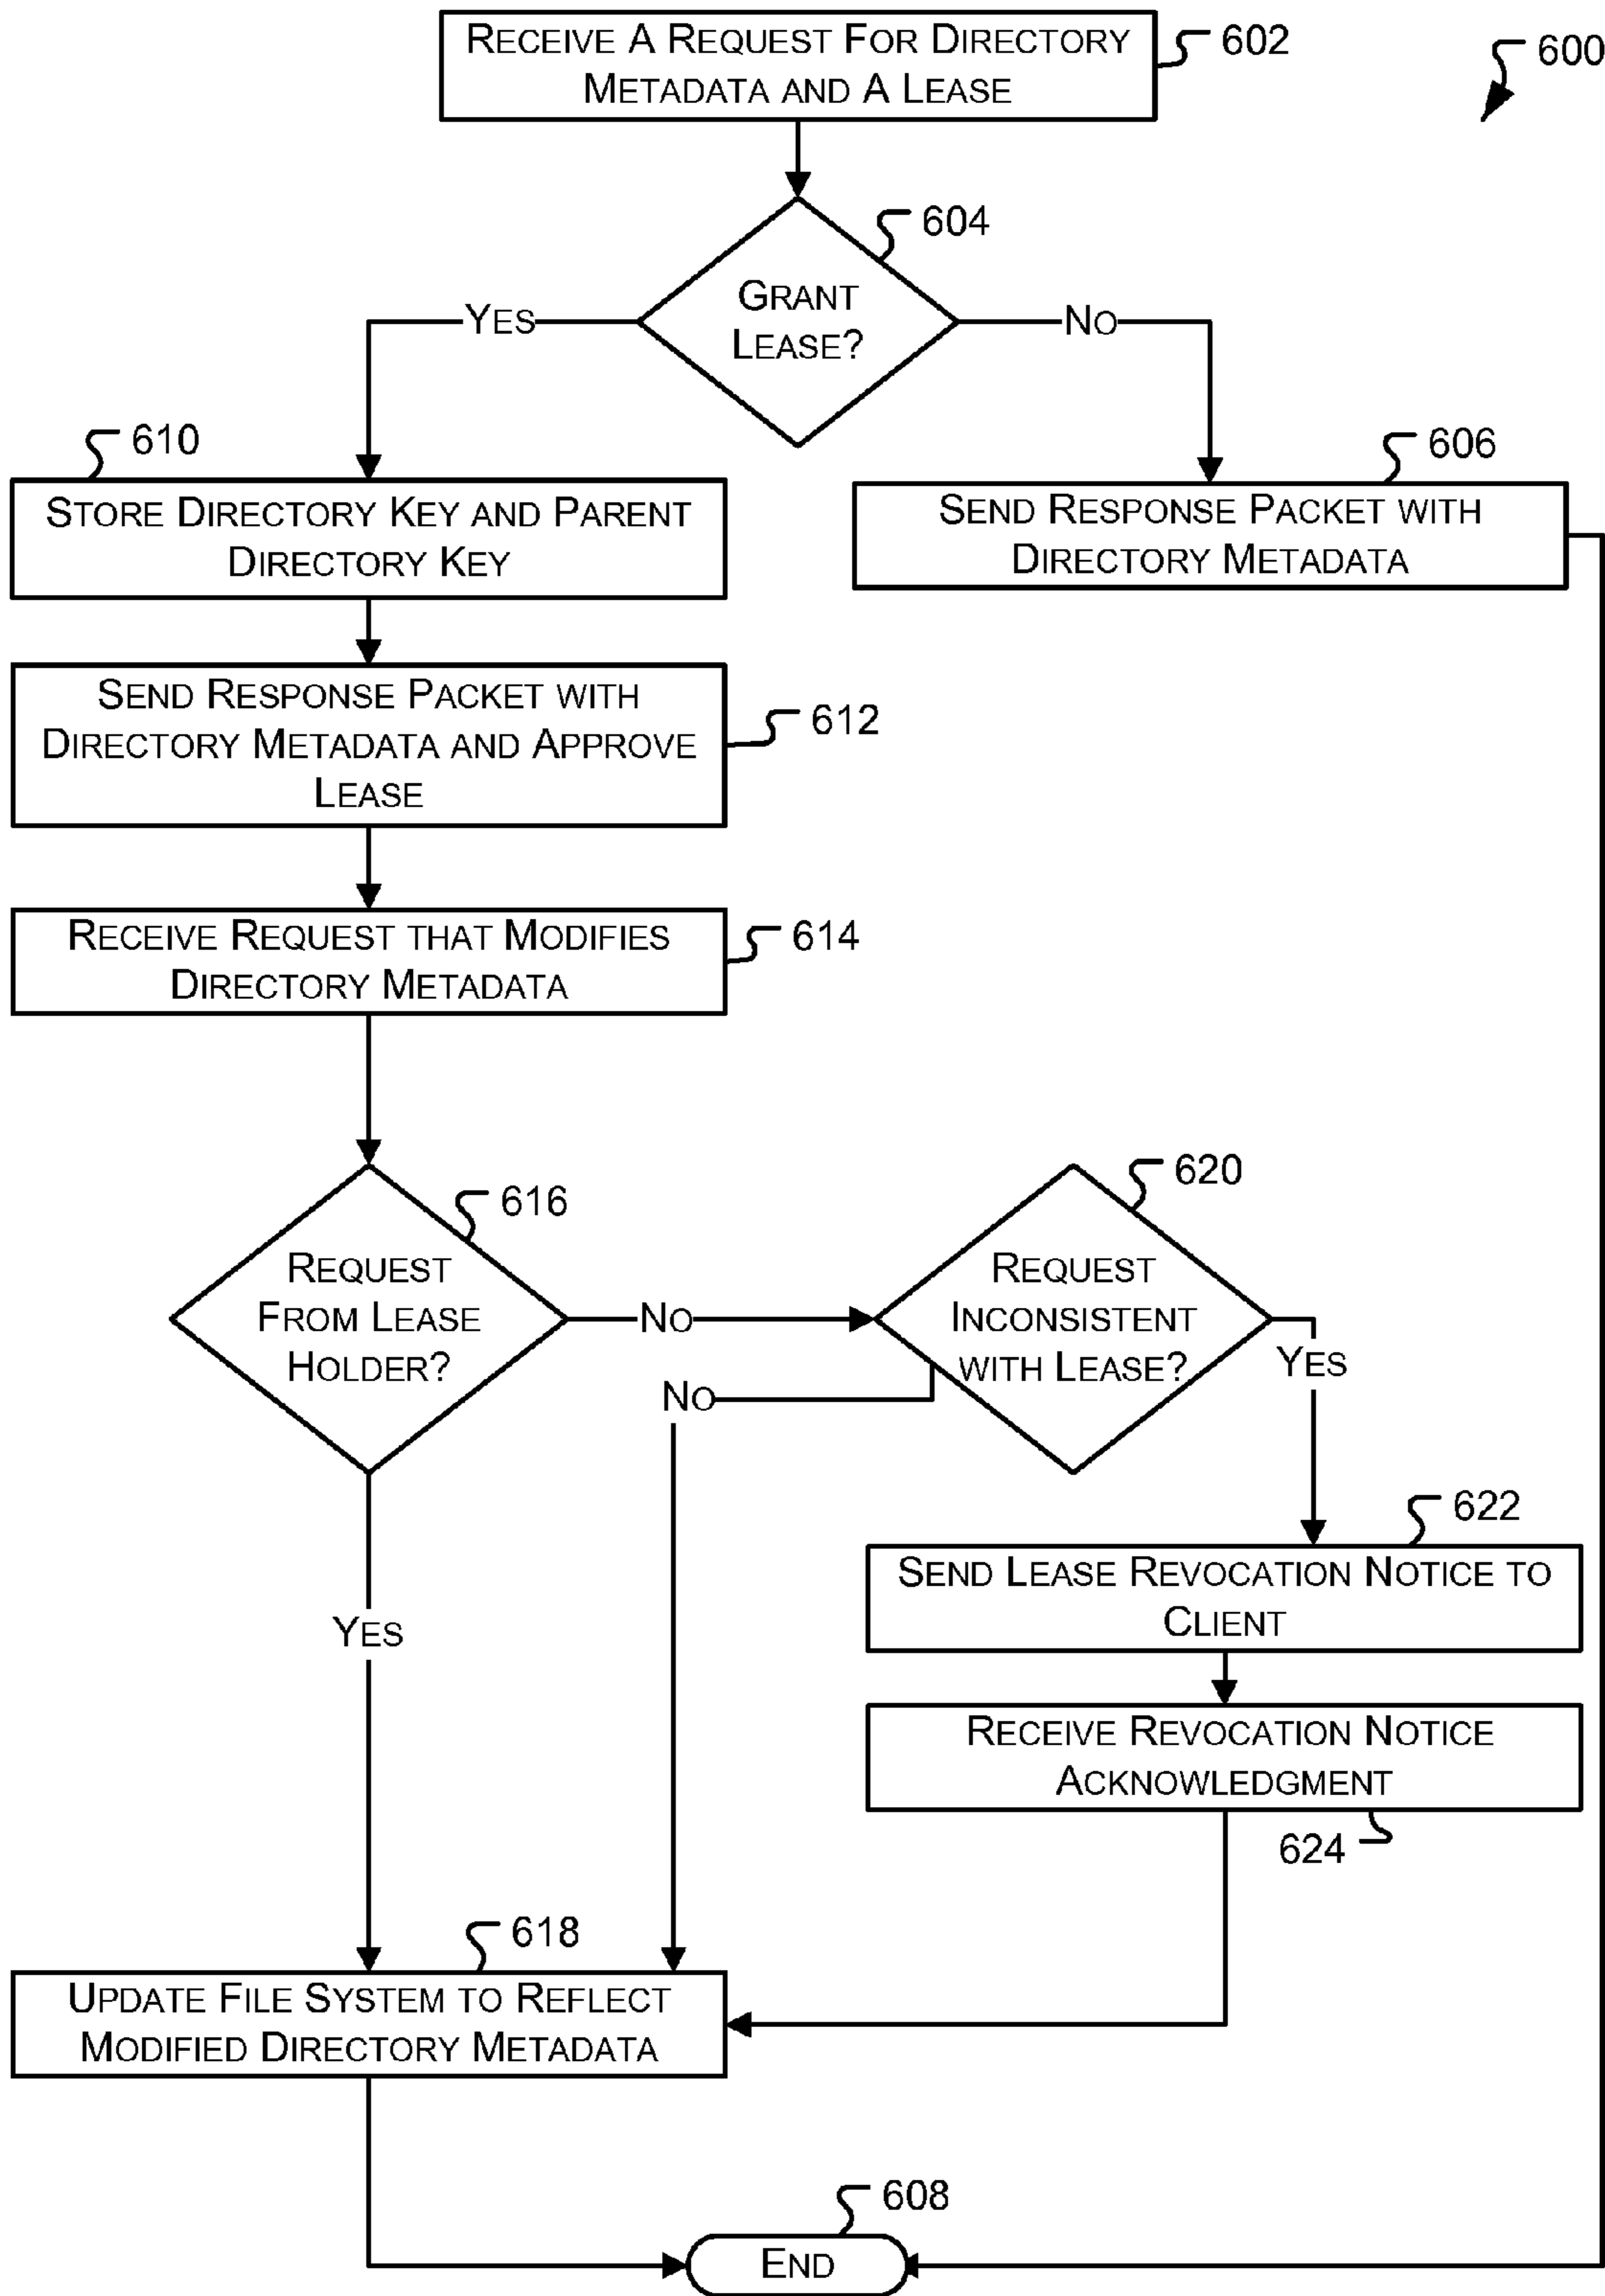 RECEIVE A REQUEST FOR DIRECTORY
METADATA AND A LEASE
602
600
604
GRANT
LEASE?
YES
NO
610
STORE DIRECTORY KEY AND PARENT
DIRECTORY KEY
606
SEND RESPONSE PACKET WITH
DIRECTORY METADATA
SEND RESPONSE PACKET WITH
DIRECTORY METADATA AND APPROVE
LEASE
612
RECEIVE REQUEST THAT MODIFIES
DIRECTORY METADATA
614
616
REQUEST
FROM LEASE
HOLDER?
NO
620
REQUEST
INCONSISTENT
WITH LEASE?
YES
NO
YES
622
SEND LEASE REVOCATION NOTICE TO
CLIENT
RECEIVE REVOCATION NOTICE
ACKNOWLEDGMENT
624
618
UPDATE FILE SYSTEM TO REFLECT
MODIFIED DIRECTORY METADATA
608
END